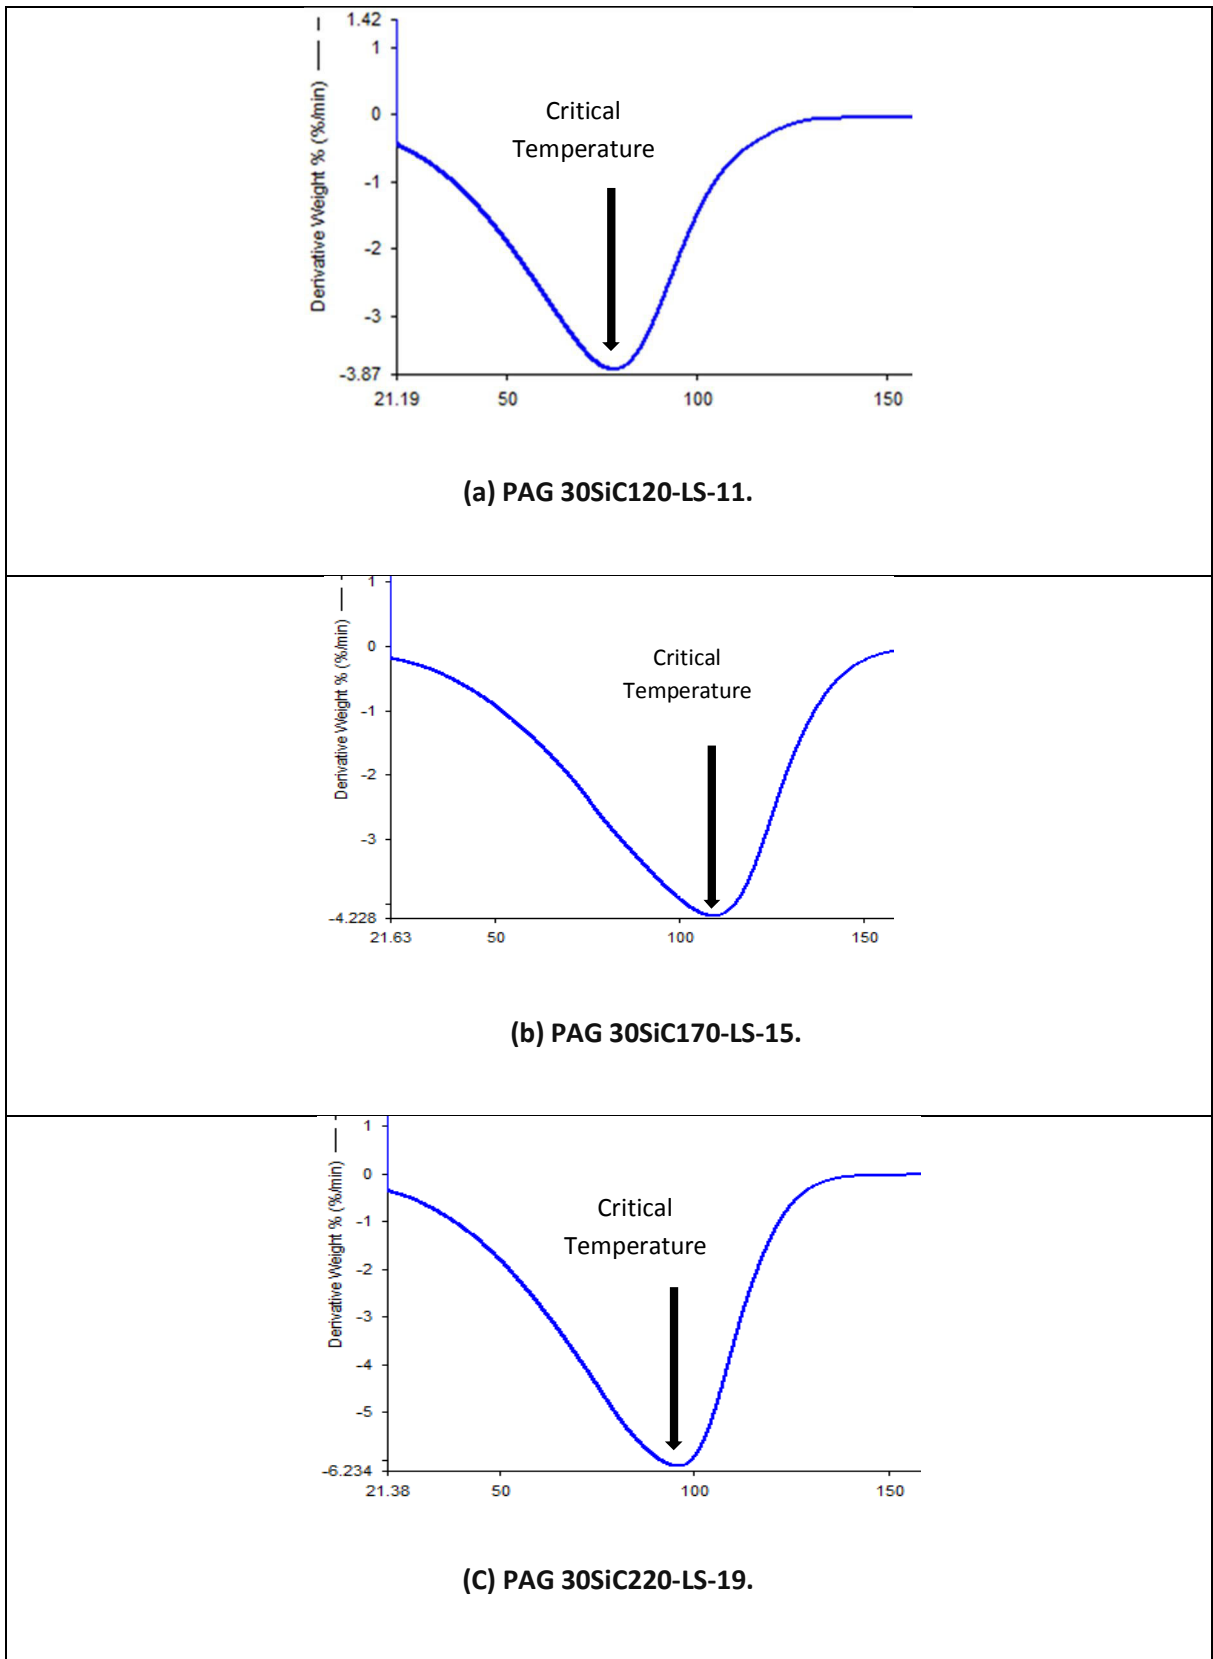 1.42
1
0
-1
-2
-3
-3.87
Derivative Weight % (%/min)
Critical
Temperature
21.19 50 100 150
(a) PAG 30SiC120-LS-11.
1
0
-1
-2
-3
-4.228
Derivative Weight % (%/min)
Critical
Temperature
21.63 50 100 150
(b) PAG 30SiC170-LS-15.
1
0
-1
-2
-3
-4
-5
-6.234
Derivative Weight % (%/min)
Critical
Temperature
21.38 50 100 150
(C) PAG 30SiC220-LS-19.